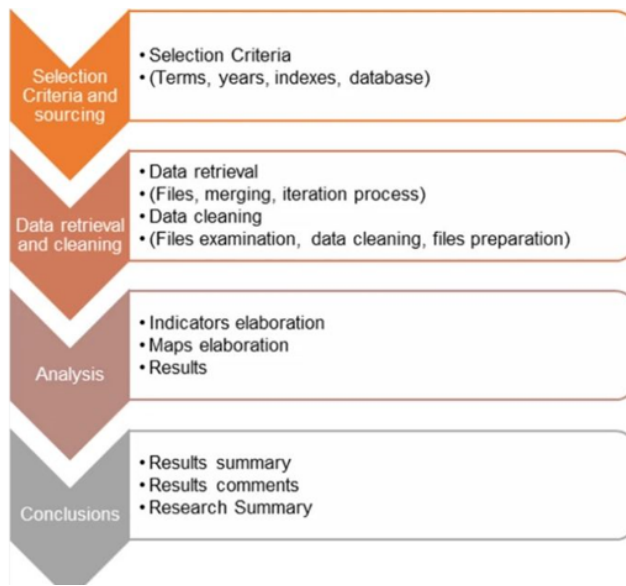 Selection
Criteria and
sourcing
• Selection Criteria
• (Terms, years, indexes, database)
Data retrieval
and cleaning
• Data retrieval
• (Files, merging, iteration process)
• Data cleaning
• (Files examination, data cleaning, files preparation)
Analysis
• Indicators elaboration
• Maps elaboration
• Results
Conclusions
• Results summary
• Results comments
• Research Summary